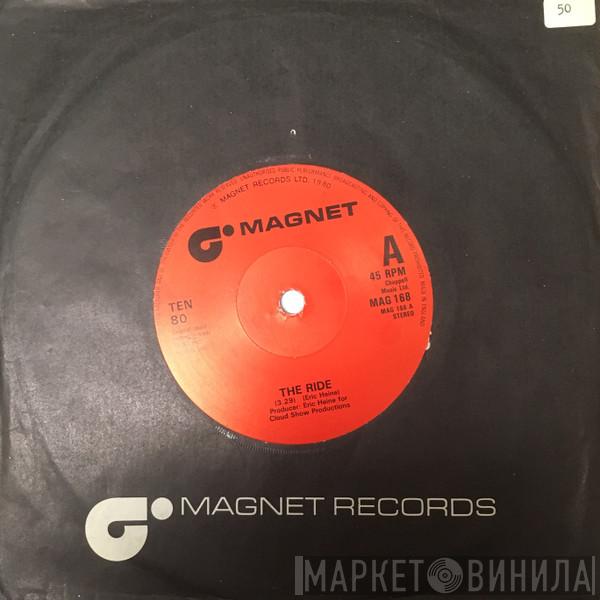 50
MAGNET RECORDS LTD. 1980
MAGNET
A
45 RPM
Chappell
Music Ltd.
MAG 168
MAG 168 A
STEREO
TEN
80
THE RIDE
(3.29) (Eric Heine)
Producer: Eric Heine for
Cloud Show Productions
MAGNET RECORDS
МАРКЕТ ВИНИЛА